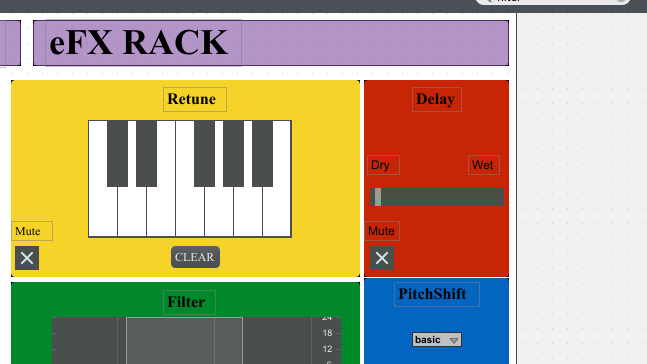 eFX RACK
Retune
Delay
Dry
Wet
Mute
Mute
CLEAR
Filter
PitchShift
24
18
12
basic